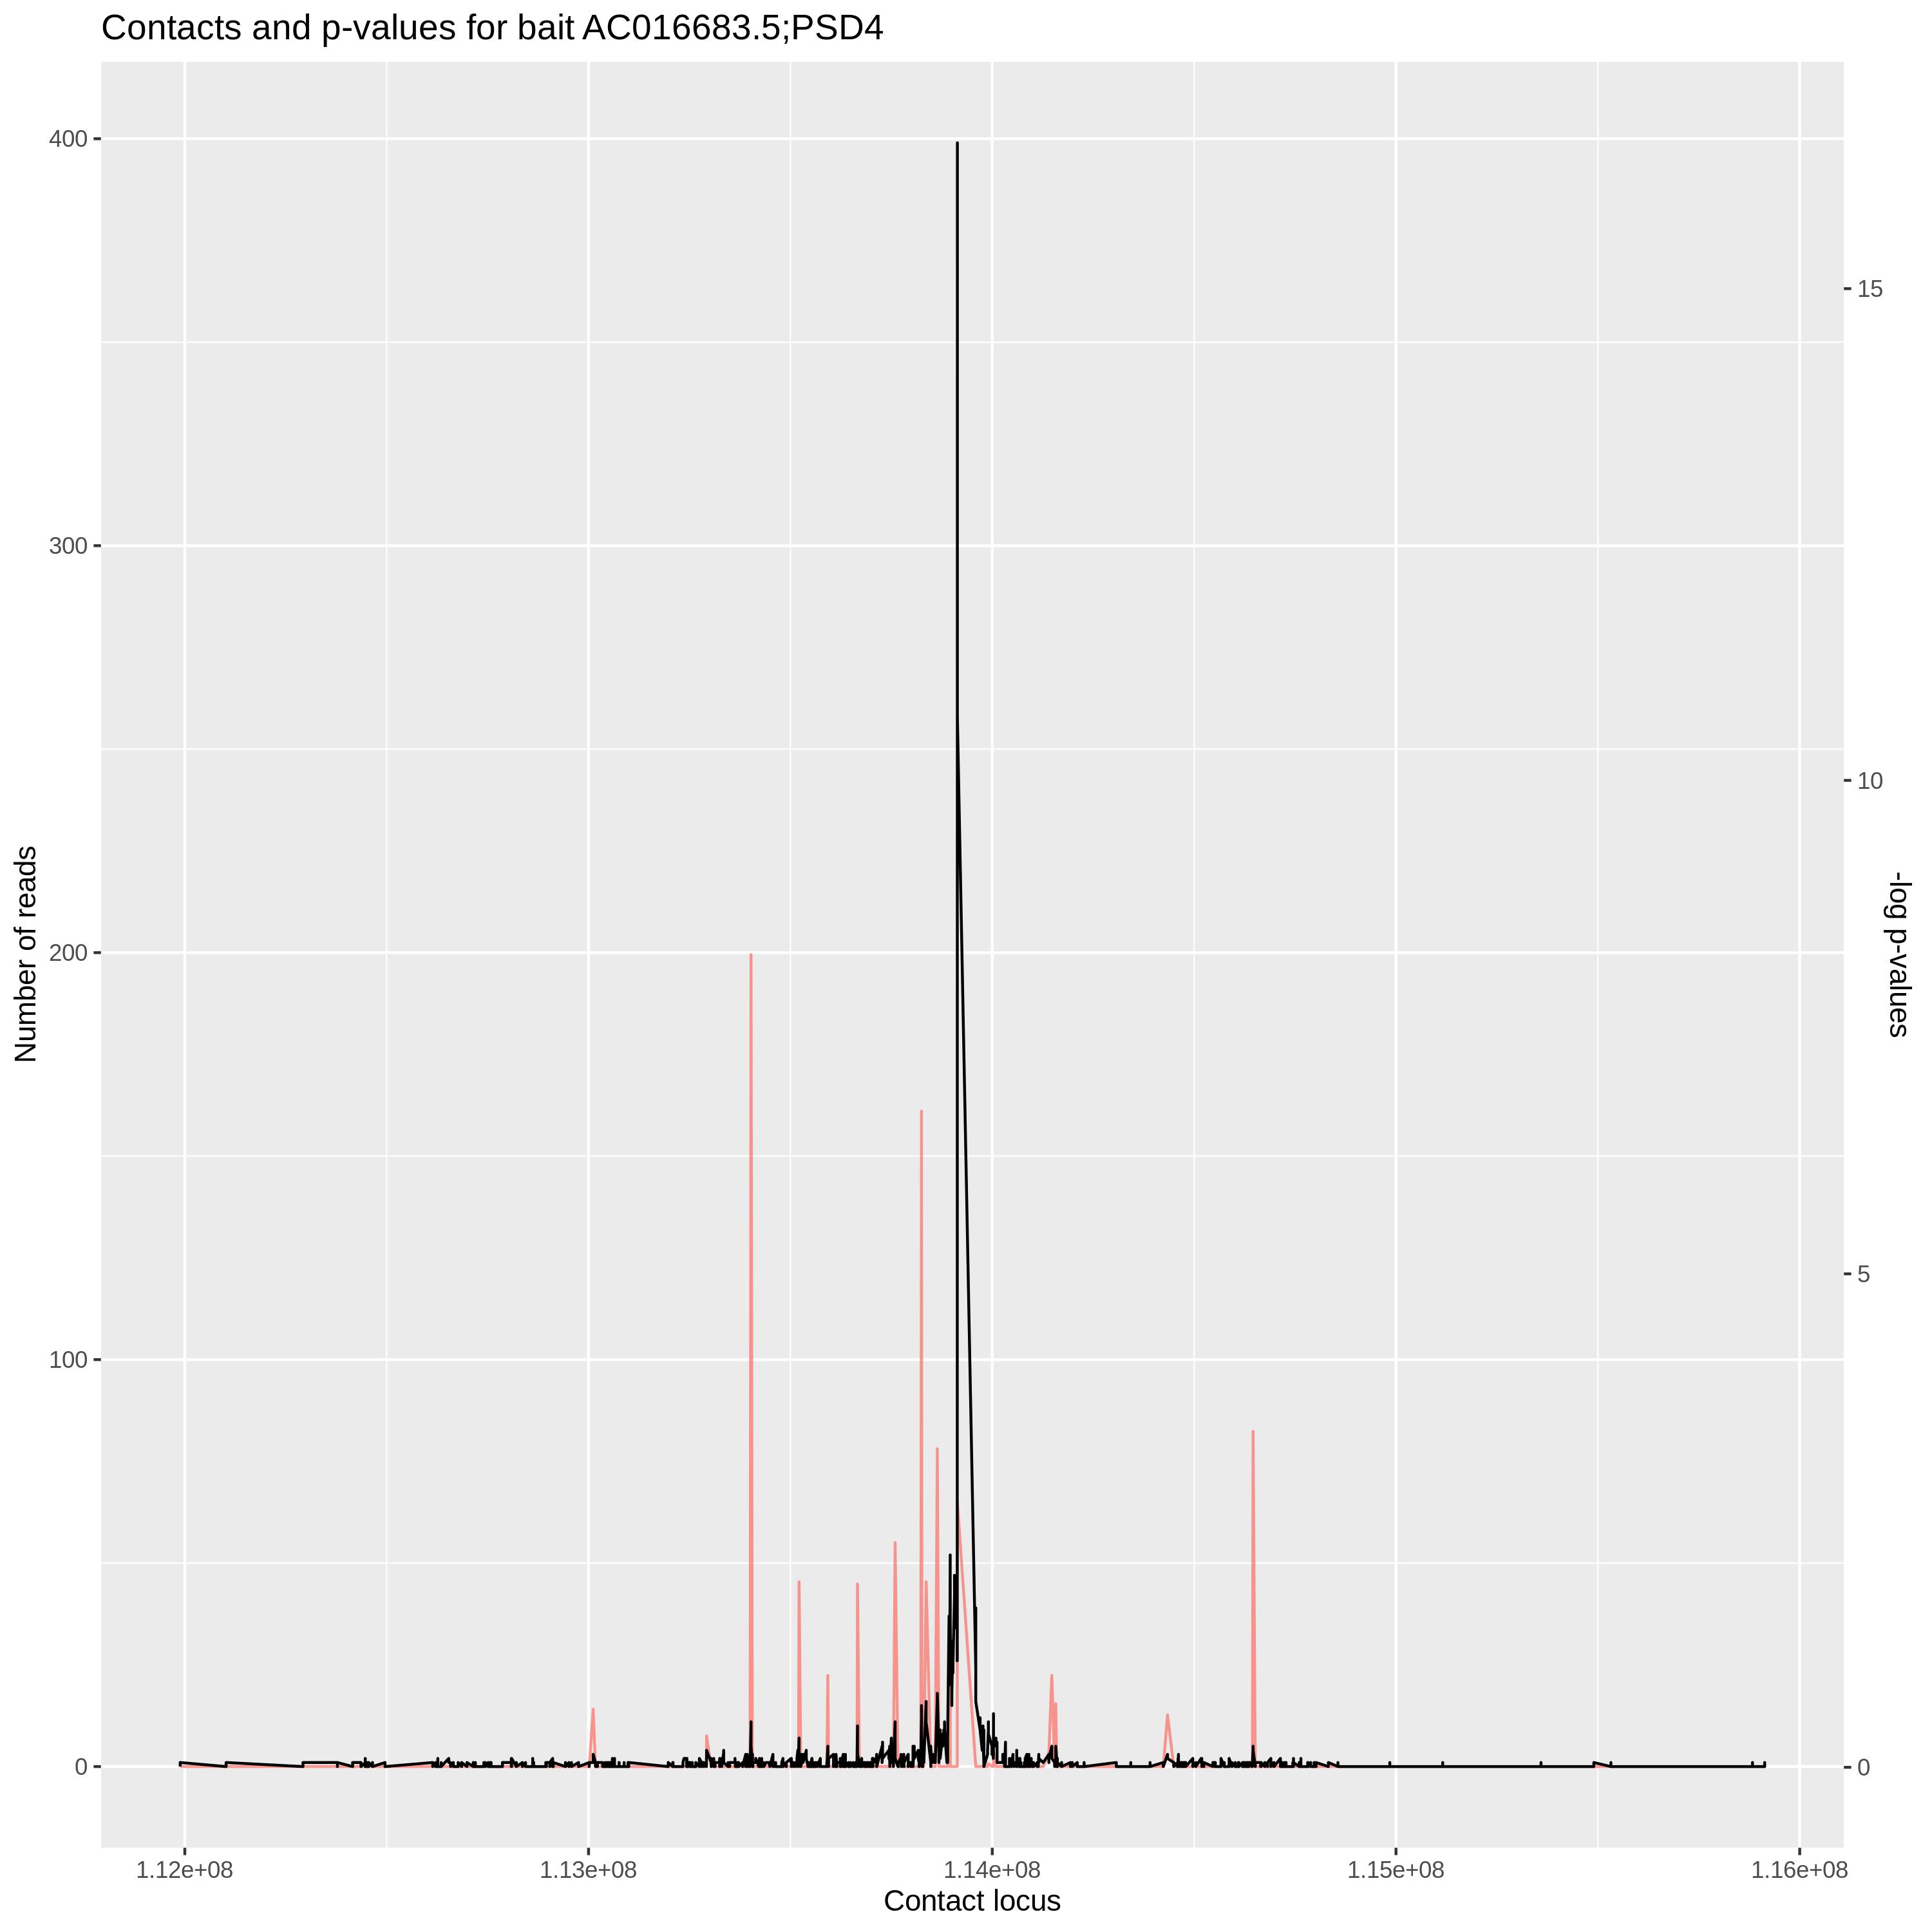 Contacts and p-values for bait AC016683.5;PSD4
400
300
200
100
0
Number of reads
15
10
5
0
-log p-values
1.12e+08
1.13e+08
1.14e+08
1.15e+08
1.16e+08
Contact locus